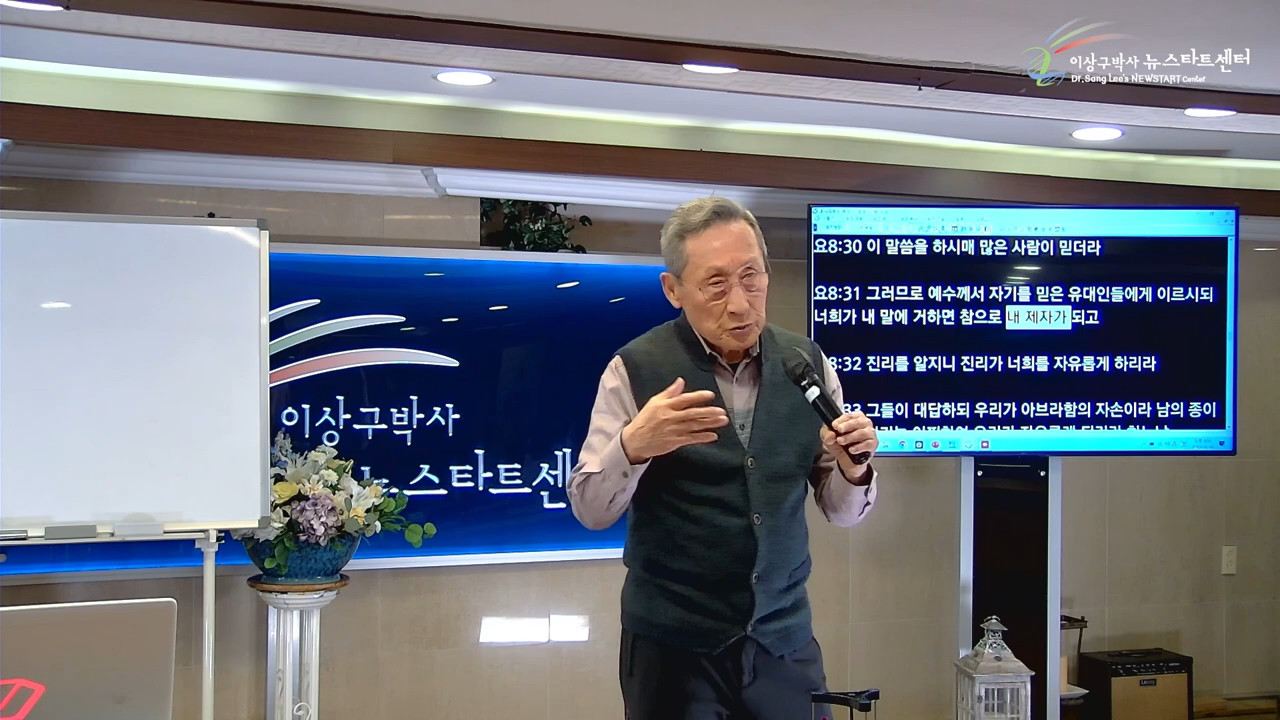 이상구박사 뉴스타트센터
Dr. Sang Lee's NEWSTART Center
요8:30 이 말씀을 하시매 많은 사람이 믿더라
요8:31 그러므로 예수께서 자기를 믿은 유대인들에게 이르시되
너희가 내 말에 거하면 참으로 내 제자가 되고
8:32 진리를 알지니 진리가 너희를 자유롭게 하리라
33 그들이 대답하되 우리가 아브라함의 자손이라 남의 종이
이상구박사
뉴스타트센
Laney